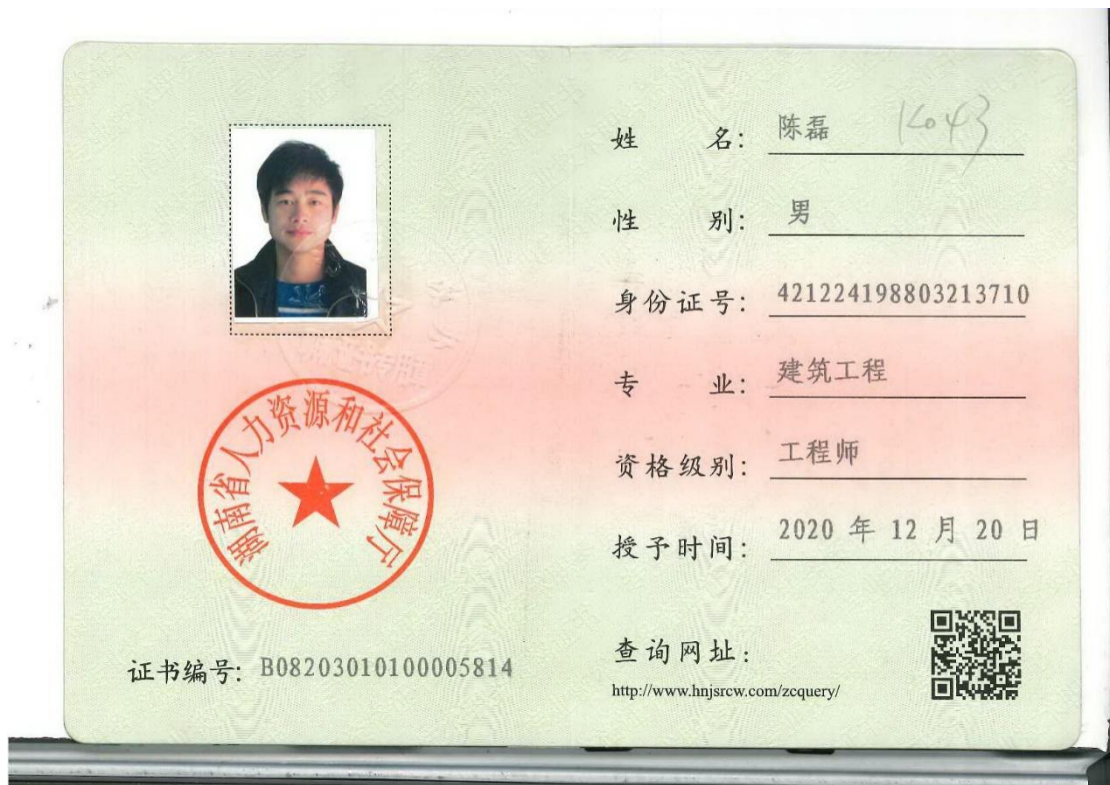 姓 名: 陈磊 1643
性 别: 男
身份证号: 421224198803213710
专 业: 建筑工程
资格级别: 工程师
授予时间: 2020 年 12 月 20 日
查询网址:
http://www.hnjsrcw.com/zcquery/
湖南省人力资源和社会保障厅
证书编号: B08203010100005814